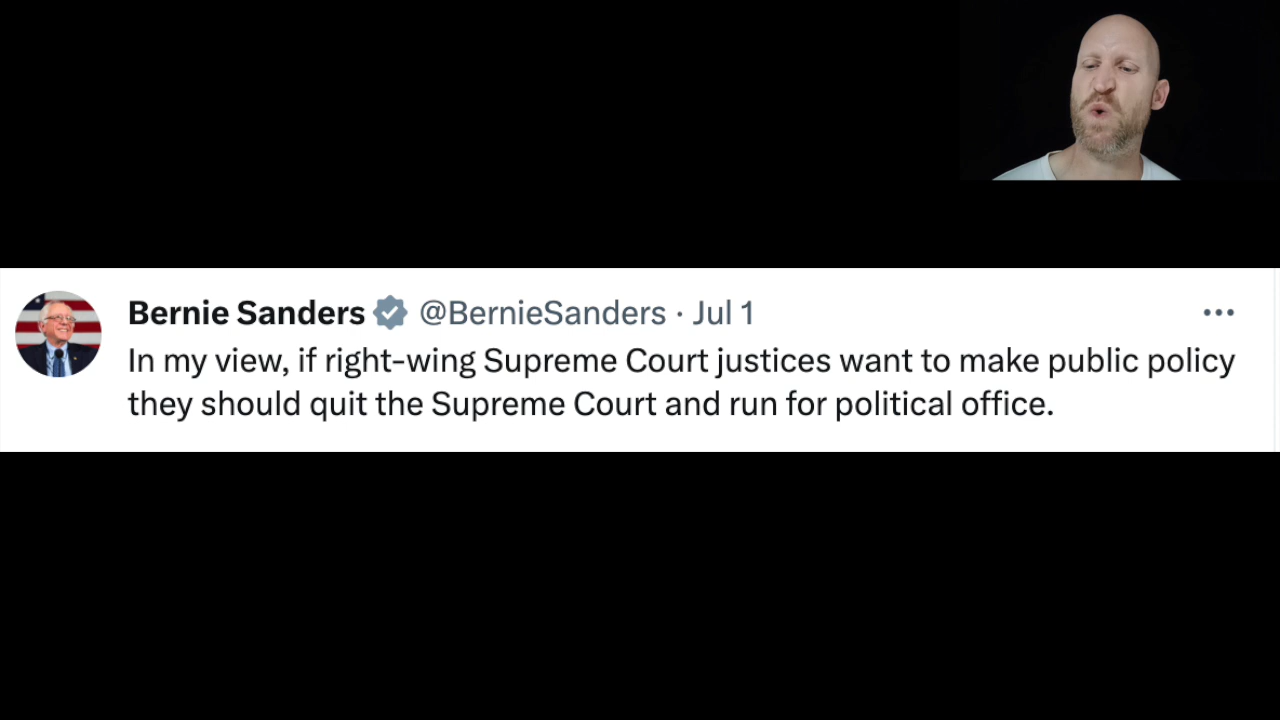 Bernie Sanders @BernieSanders · Jul 1
In my view, if right-wing Supreme Court justices want to make public policy
they should quit the Supreme Court and run for political office.